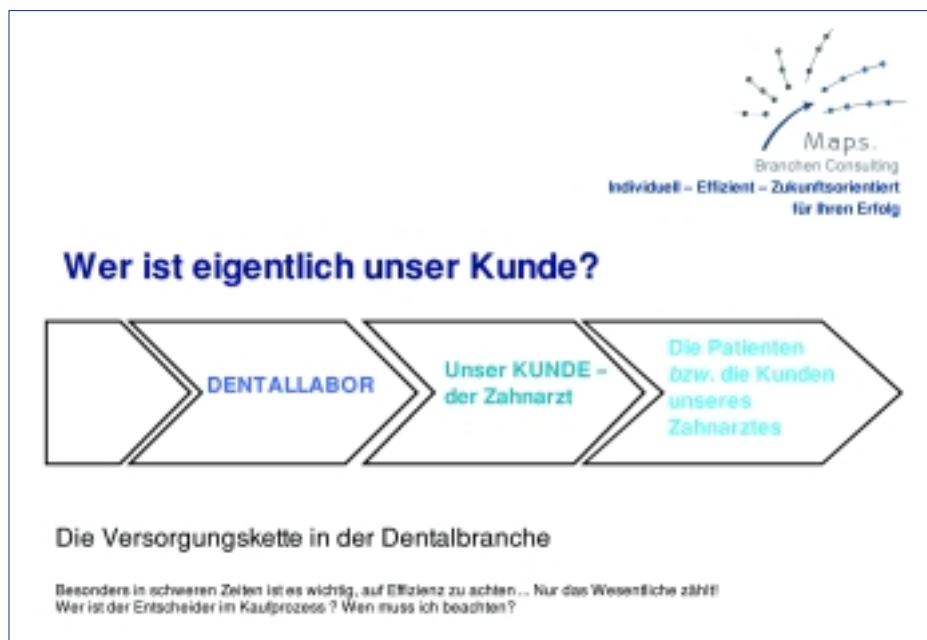 Maps.
Branchen Consulting
Individuell – Effizient – Zukunftsorientiert
für Ihren Erfolg
Wer ist eigentlich unser Kunde?
DENTALLABOR
Unser KUNDE –
der Zahnarzt
Die Patienten
bzw. die Kunden
unseres
Zahnarztes
Die Versorgungskette in der Dentalbranche
Besonders in schweren Zeiten ist es wichtig, auf Effizienz zu achten ... Nur das Wesentliche zählt!
Wer ist der Entscheider im Kaufprozess ? Wen muss ich beachten?